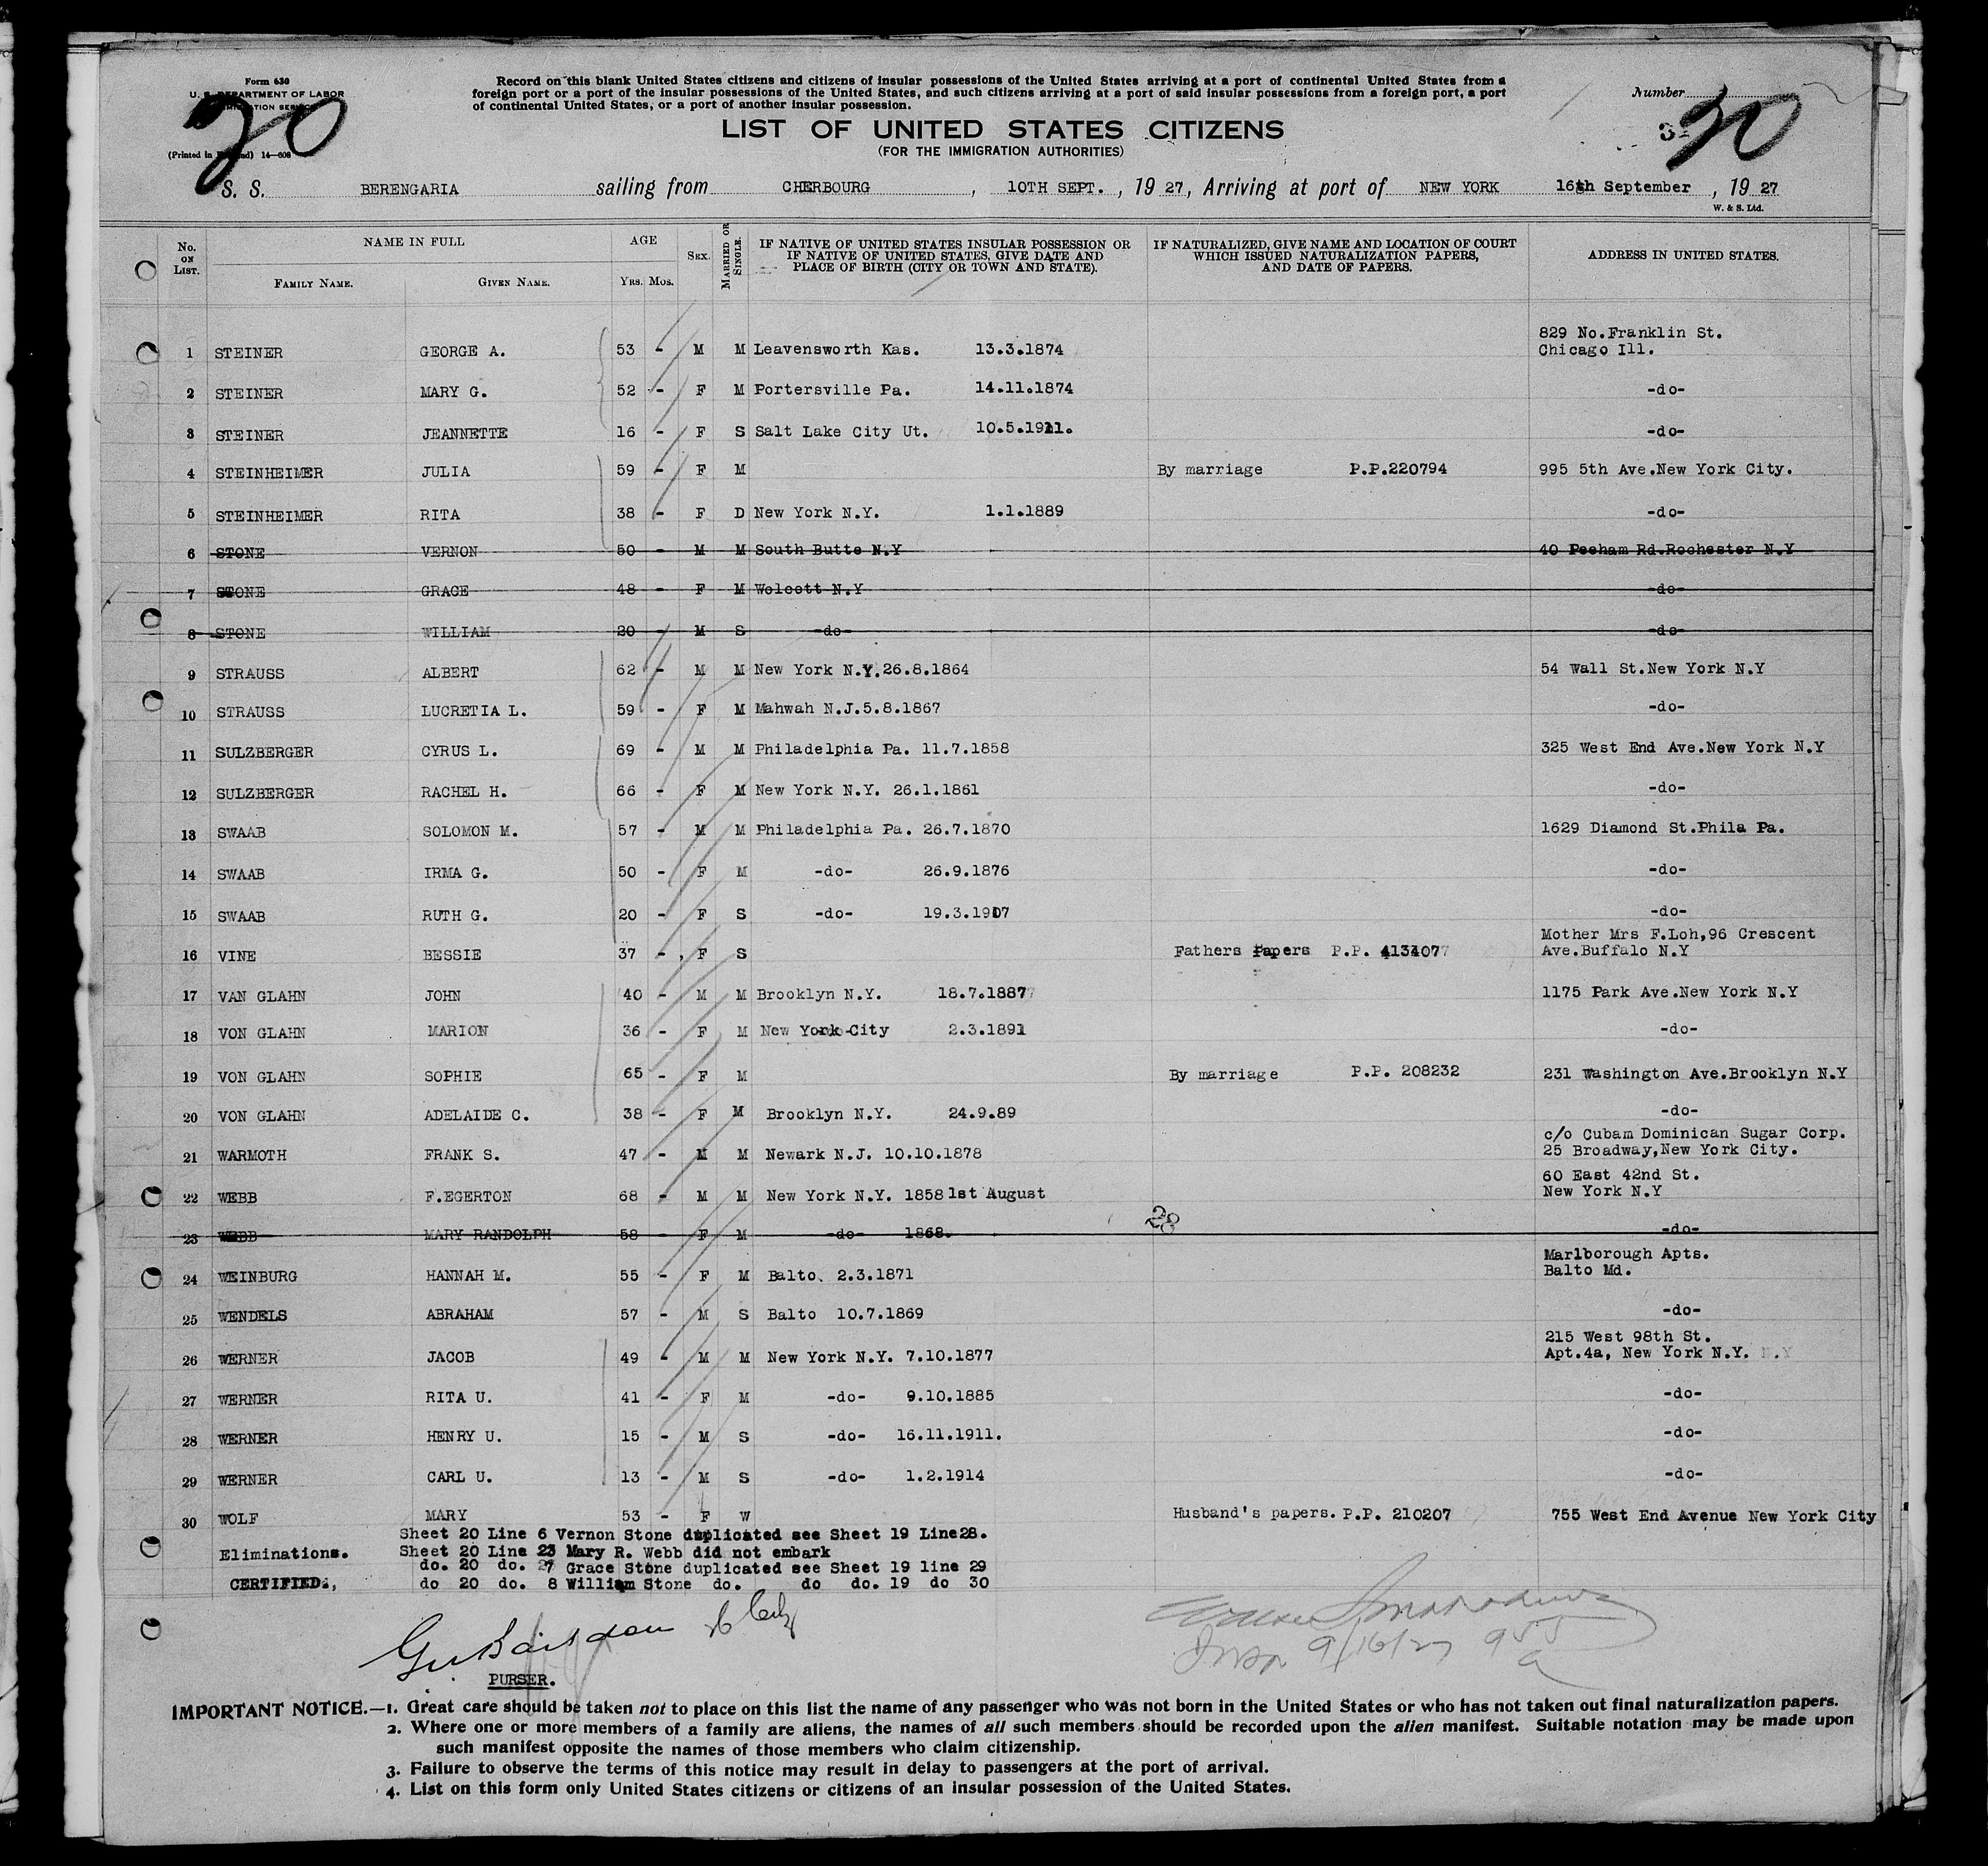 Form 630
U. S. DEPARTMENT OF LABOR
IMMIGRATION SERVICE
(Printed in England) 14—608
20
Record on this blank United States citizens and citizens of insular possessions of the United States arriving at a port of continental United States from a
foreign port or a port of the insular possessions of the United States, and such citizens arriving at a port of said insular possessions from a foreign port, a port
of continental United States, or a port of another insular possession.
LIST OF UNITED STATES CITIZENS
(FOR THE IMMIGRATION AUTHORITIES)
Number
20
S. S. BERENGARIA sailing from CHERBOURG , 10TH SEPT. , 19 27, Arriving at port of NEW YORK 16th September , 19 27
W. & S. Ltd.
No. ON LIST. NAME IN FULL FAMILY NAME. GIVEN NAME. AGE YRS. MOS. SEX. MARRIED OR SINGLE. IF NATIVE OF UNITED STATES INSULAR POSSESSION OR IF NATIVE OF UNITED STATES, GIVE DATE AND PLACE OF BIRTH (CITY OR TOWN AND STATE). IF NATURALIZED, GIVE NAME AND LOCATION OF COURT WHICH ISSUED NATURALIZATION PAPERS, AND DATE OF PAPERS. ADDRESS IN UNITED STATES.
1 STEINER GEORGE A. 53 - M M Leavensworth Kas. 13.3.1874 829 No.Franklin St. Chicago Ill.
2 STEINER MARY G. 52 - F M Portersville Pa. 14.11.1874 -do-
3 STEINER JEANNETTE 16 - F S Salt Lake City Ut. 10.5.1911. -do-
4 STEINHEIMER JULIA 59 - F M By marriage P.P.220794 995 5th Ave.New York City.
5 STEINHEIMER RITA 38 - F D New York N.Y. 1.1.1889 -do-
6 STONE VERNON 50 - M M South Butte N.Y 40 Peeham Rd.Rochester N.Y
7 STONE GRACE 48 - F M Wolcott N.Y -do-
8 STONE WILLIAM 20 - M S -do- -do-
9 STRAUSS ALBERT 62 - M M New York N.Y.26.8.1864 54 Wall St.New York N.Y
10 STRAUSS LUCRETIA L. 59 - F M Mahwah N.J.5.8.1867 -do-
11 SULZBERGER CYRUS L. 69 - M M Philadelphia Pa. 11.7.1858 325 West End Ave.New York N.Y
12 SULZBERGER RACHEL H. 66 - F M New York N.Y. 26.1.1861 -do-
13 SWAAB SOLOMON M. 57 - M M Philadelphia Pa. 26.7.1870 1629 Diamond St.Phila Pa.
14 SWAAB IRMA G. 50 - F M -do- 26.9.1876 -do-
15 SWAAB RUTH G. 20 - F S -do- 19.3.1907 -do-
16 VINE BESSIE 37 - F S Fathers Papers P.P. 413407 Mother Mrs F.Loh,96 Crescent Ave.Buffalo N.Y
17 VAN GLAHN JOHN 40 - M M Brooklyn N.Y. 18.7.1887 1175 Park Ave.New York N.Y
18 VON GLAHN MARION 36 - F M New York City 2.3.1891 -do-
19 VON GLAHN SOPHIE 65 - F M By marriage P.P. 208232 231 Washington Ave.Brooklyn N.Y
20 VON GLAHN ADELAIDE C. 38 - F M Brooklyn N.Y. 24.9.89 -do-
21 WARMOTH FRANK S. 47 - M M Newark N.J. 10.10.1878 c/o Cubam Dominican Sugar Corp. 25 Broadway,New York City.
22 WEBB F.EGERTON 68 - M M New York N.Y. 1858 1st August 60 East 42nd St. New York N.Y
23 WEBB MARY RANDOLPH 58 - F M -do- 1868. 28 -do-
24 WEINBURG HANNAH M. 55 - F M Balto. 2.3.1871 Marlborough Apts. Balto Md.
25 WENDELS ABRAHAM 57 - M S Balto 10.7.1869 -do-
26 WERNER JACOB 49 - M M New York N.Y. 7.10.1877 215 West 98th St. Apt.4a, New York N.Y.
27 WERNER RITA U. 41 - F M -do- 9.10.1885 -do-
28 WERNER HENRY U. 15 - M S -do- 16.11.1911. -do-
29 WERNER CARL U. 13 - M S -do- 1.2.1914 -do-
30 WOLF MARY 53 - F W Husband's papers. P.P. 210207 755 West End Avenue New York City
Sheet 20 Line 6 Vernon Stone duplicated see Sheet 19 Line28.
Eliminations. Sheet 20 Line 23 Mary R. Webb did not embark
do. 20 do. 7 Grace Stone duplicated see Sheet 19 line 29
CERTIFIED., do 20 do. 8 William Stone do. do do. 19 do 30
9/16/27 955
PURSER.
IMPORTANT NOTICE.—1. Great care should be taken not to place on this list the name of any passenger who was not born in the United States or who has not taken out final naturalization papers.
2. Where one or more members of a family are aliens, the names of all such members should be recorded upon the alien manifest. Suitable notation may be made upon
such manifest opposite the names of those members who claim citizenship.
3. Failure to observe the terms of this notice may result in delay to passengers at the port of arrival.
4. List on this form only United States citizens or citizens of an insular possession of the United States.